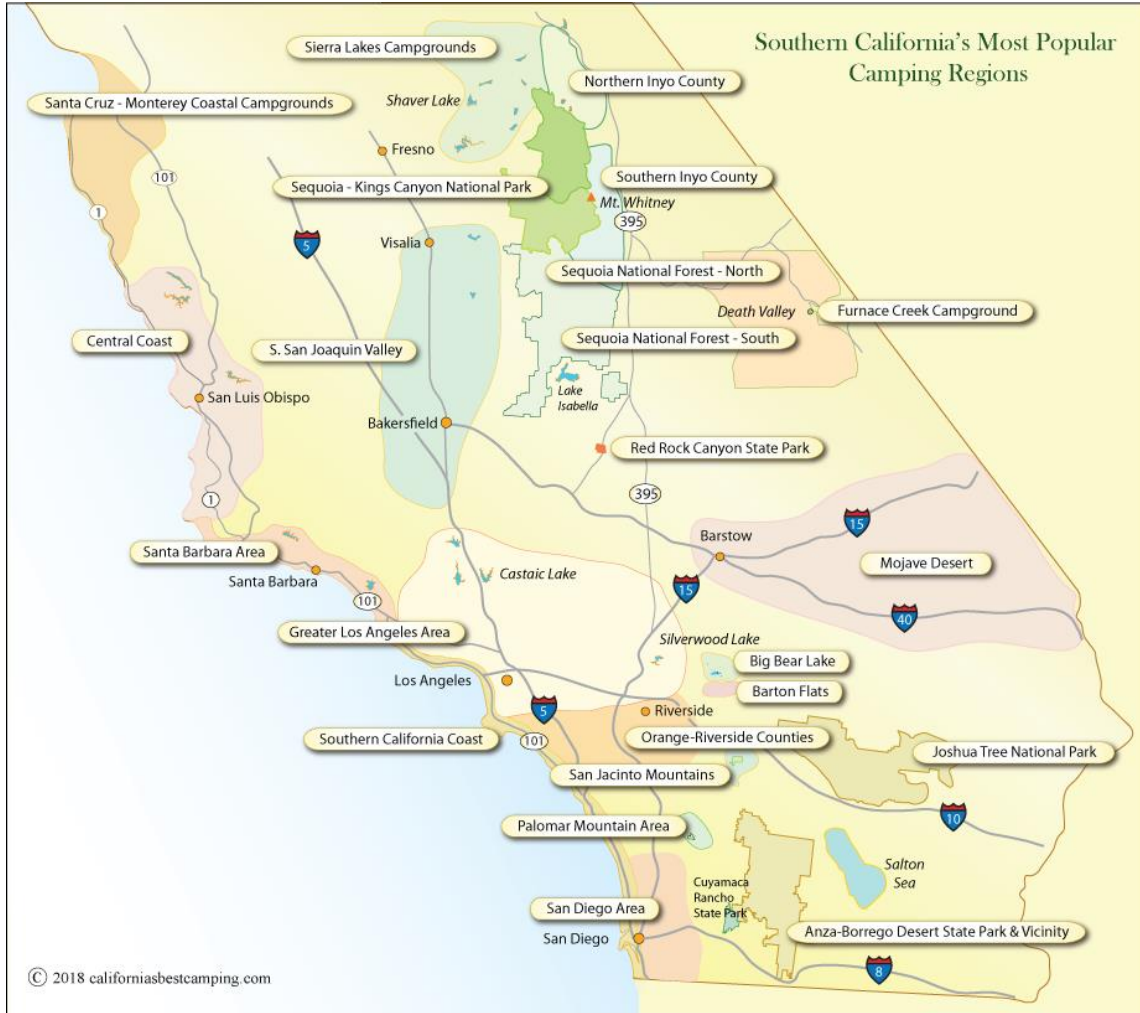 Southern California's Most Popular
Camping Regions
Sierra Lakes Campgrounds
Northern Inyo County
Shaver Lake
Santa Cruz - Monterey Coastal Campgrounds
Fresno
101
Sequoia - Kings Canyon National Park
Southern Inyo County
Mt. Whitney
1
395
5
Visalia
Sequoia National Forest - North
Death Valley
Furnace Creek Campground
Central Coast
S. San Joaquin Valley
Sequoia National Forest - South
Lake
Isabella
San Luis Obispo
Bakersfield
Red Rock Canyon State Park
1
395
15
Barstow
Santa Barbara Area
Santa Barbara
Castaic Lake
Mojave Desert
15
101
40
Greater Los Angeles Area
Silverwood Lake
Big Bear Lake
Los Angeles
Barton Flats
5
Riverside
Southern California Coast
101
Orange-Riverside Counties
Joshua Tree National Park
San Jacinto Mountains
10
Palomar Mountain Area
Salton
Sea
Cuyamaca
Rancho
State Park
San Diego Area
San Diego
Anza-Borrego Desert State Park & Vicinity
8
© 2018 californiasbestcamping.com